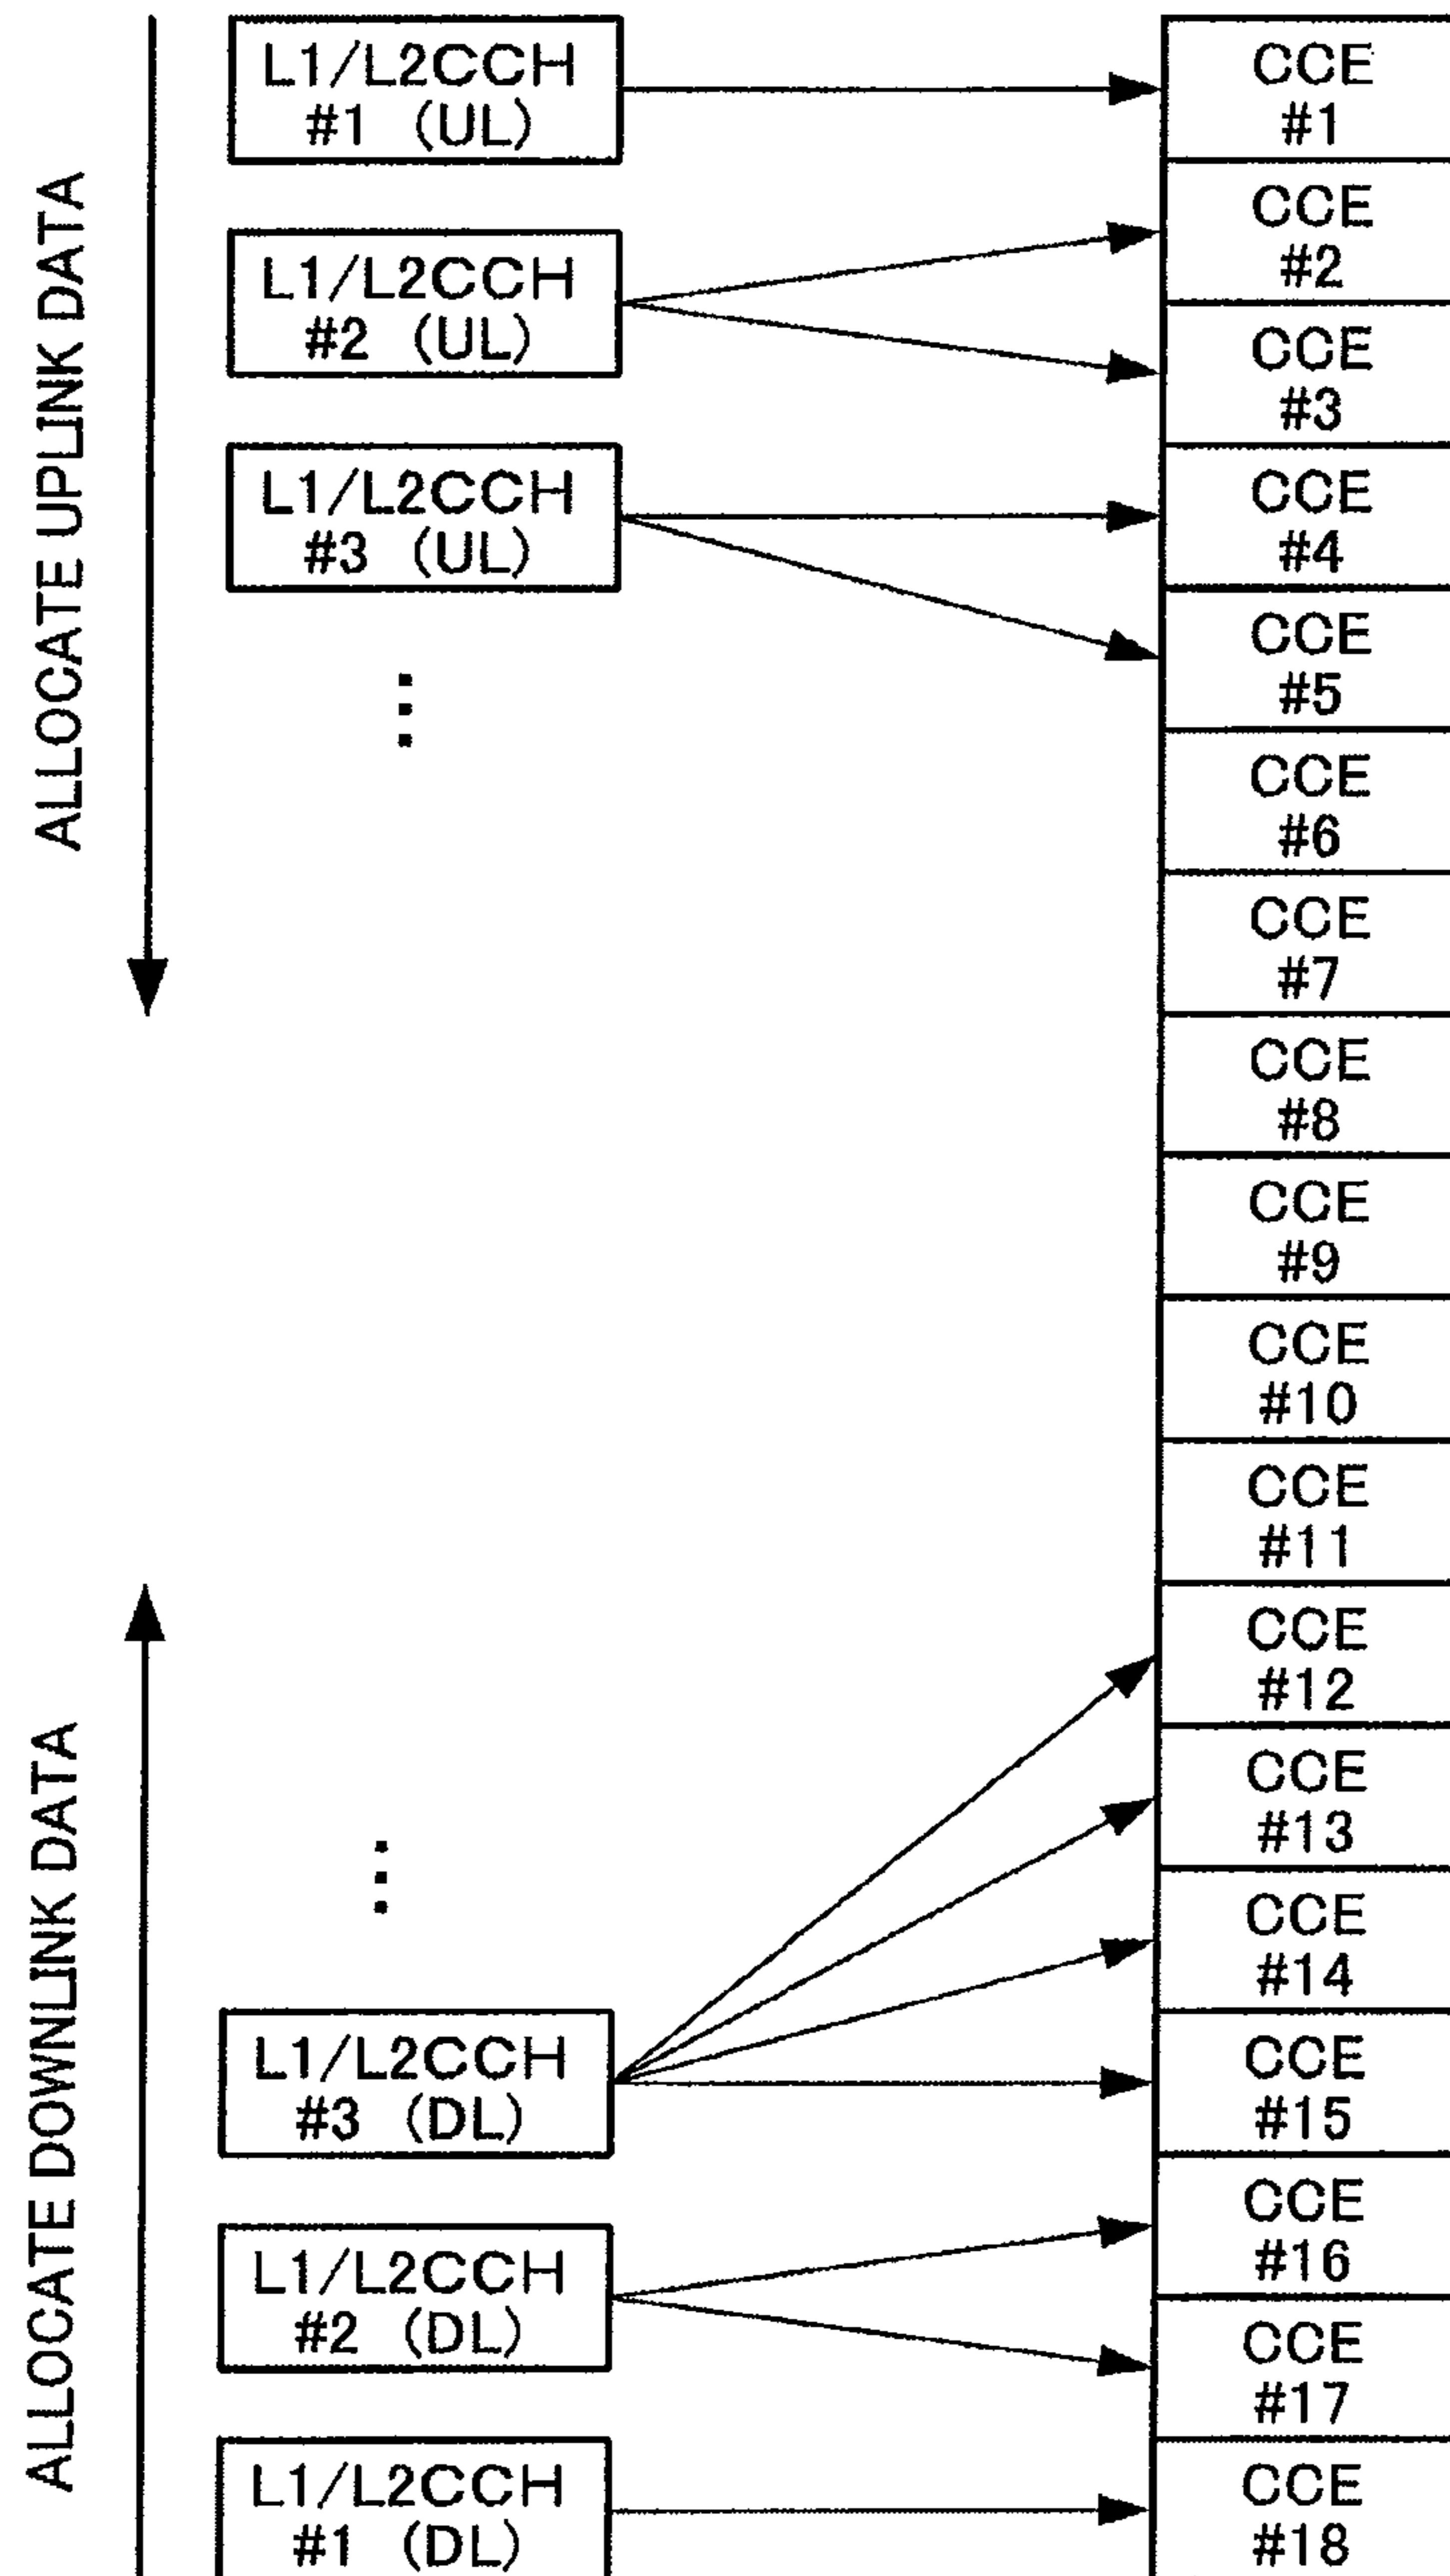 ALLOCATE UPLINK DATA
L1/L2CCH
#1 (UL)
L1/L2CCH
#2 (UL)
L1/L2CCH
#3 (UL)
ALLOCATE DOWNLINK DATA
L1/L2CCH
#3 (DL)
L1/L2CCH
#2 (DL)
L1/L2CCH
#1 (DL)
CCE
#1
CCE
#2
CCE
#3
CCE
#4
CCE
#5
CCE
#6
CCE
#7
CCE
#8
CCE
#9
CCE
#10
CCE
#11
CCE
#12
CCE
#13
CCE
#14
CCE
#15
CCE
#16
CCE
#17
CCE
#18